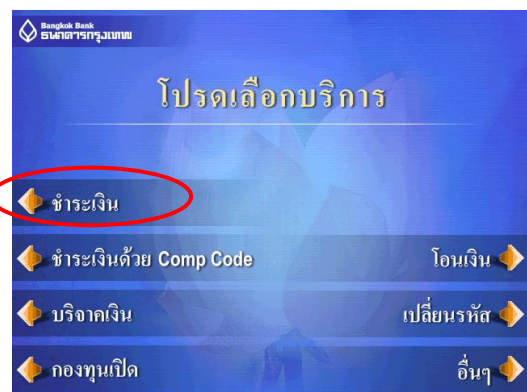 Bangkok Bank
ธนาคารกรุงเทพ
โปรดเลือกบริการ
ชำระเงิน
ชำระเงินด้วย Comp Code
โอนเงิน
บริจาคเงิน
เปลี่ยนรหัส
กองทุนเปิด
อื่นๆ